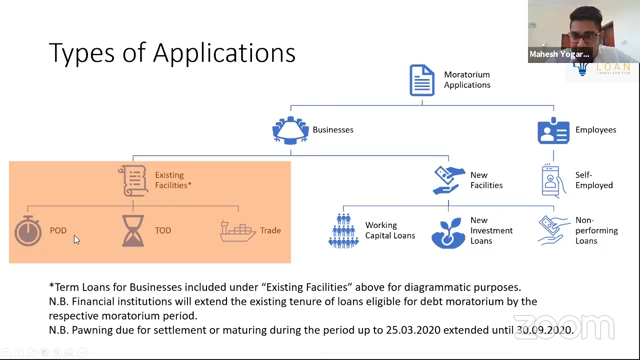 Types of Applications
Mahesh Yogar...
LOAN
Moratorium
Applications
Businesses
Employees
Existing
Facilities*
New
Facilities
Self-
Employed
POD
TOD
Trade
Working
Capital Loans
New
Investment
Loans
Non-
performing
Loans
*Term Loans for Businesses included under "Existing Facilities" above for diagrammatic purposes.
N.B. Financial institutions will extend the existing tenure of loans eligible for debt moratorium by the
respective moratorium period.
N.B. Pawning due for settlement or maturing during the period up to 25.03.2020 extended until 30.09.2020.
zoom